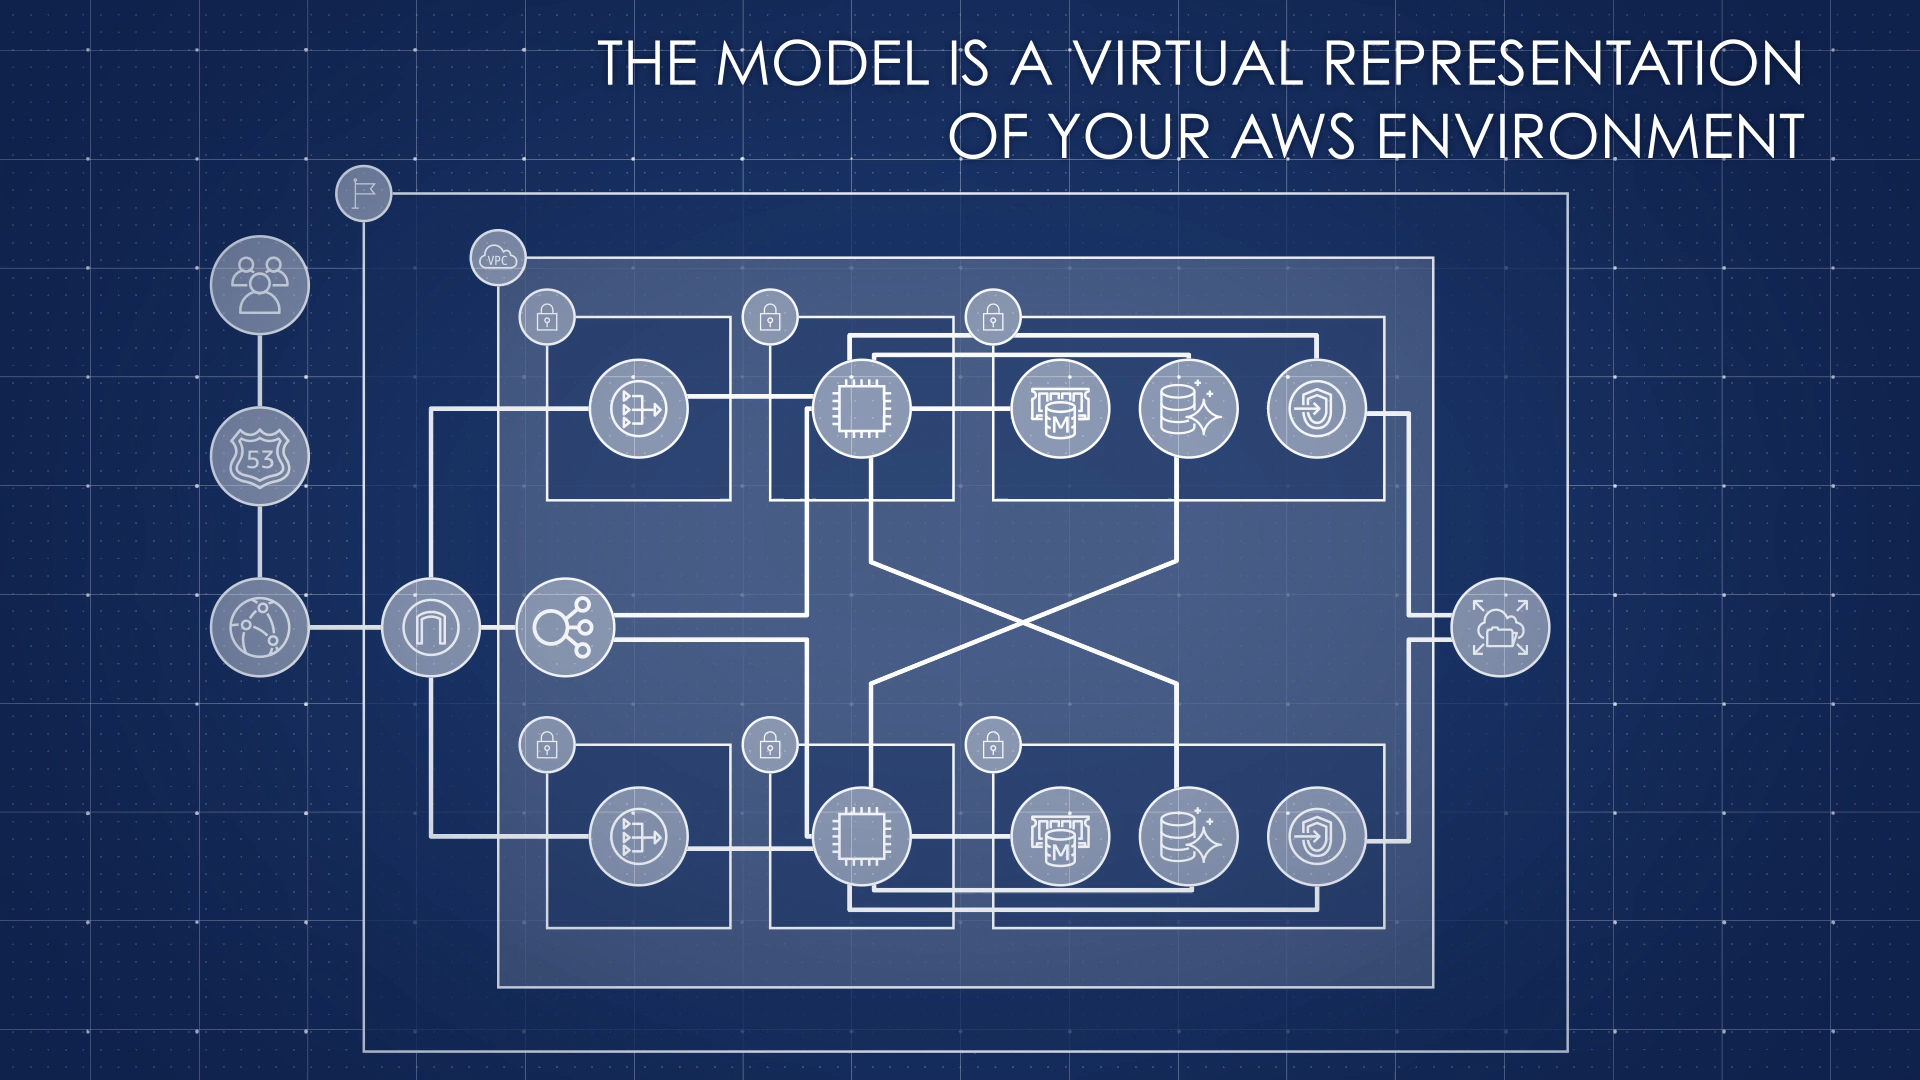 THE MODEL IS A VIRTUAL REPRESENTATION
OF YOUR AWS ENVIRONMENT
VPC
M
53
M